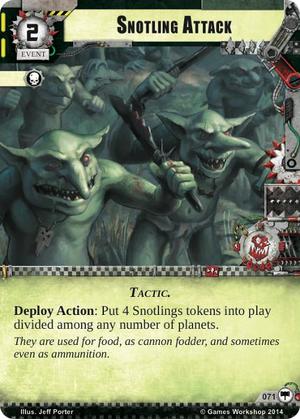 2
SNOTLING ATTACK
EVENT
TACTIC.
Deploy Action: Put 4 Snotlings tokens into play
divided among any number of planets.
They are used for food, as cannon fodder, and sometimes
even as ammunition.
071
Illus. Jeff Porter
© Games Workshop 2014